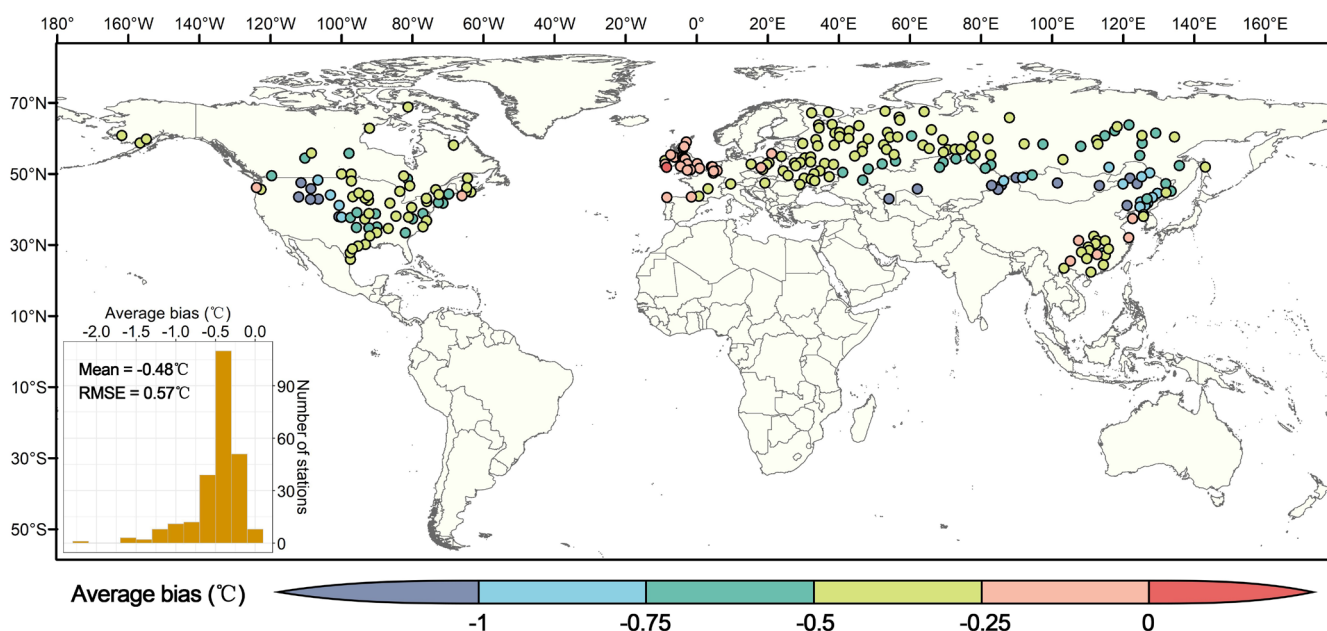 180 160°W 140°W 120°W 100°W 80°W 60°W 40°W 20°W 0° 20°E 40°E 60°E 80°E 100°E 120°E 140°E 160°E
70°N
50°N
30°N
10°N
10°S
30°S
50°S
Average bias (℃)
-2.0 -1.5 -1.0 -0.5 0.0
Mean = -0.48℃
RMSE = 0.57℃
90
60
30
0
Number of stations
Average bias (℃)
-1 -0.75 -0.5 -0.25 0